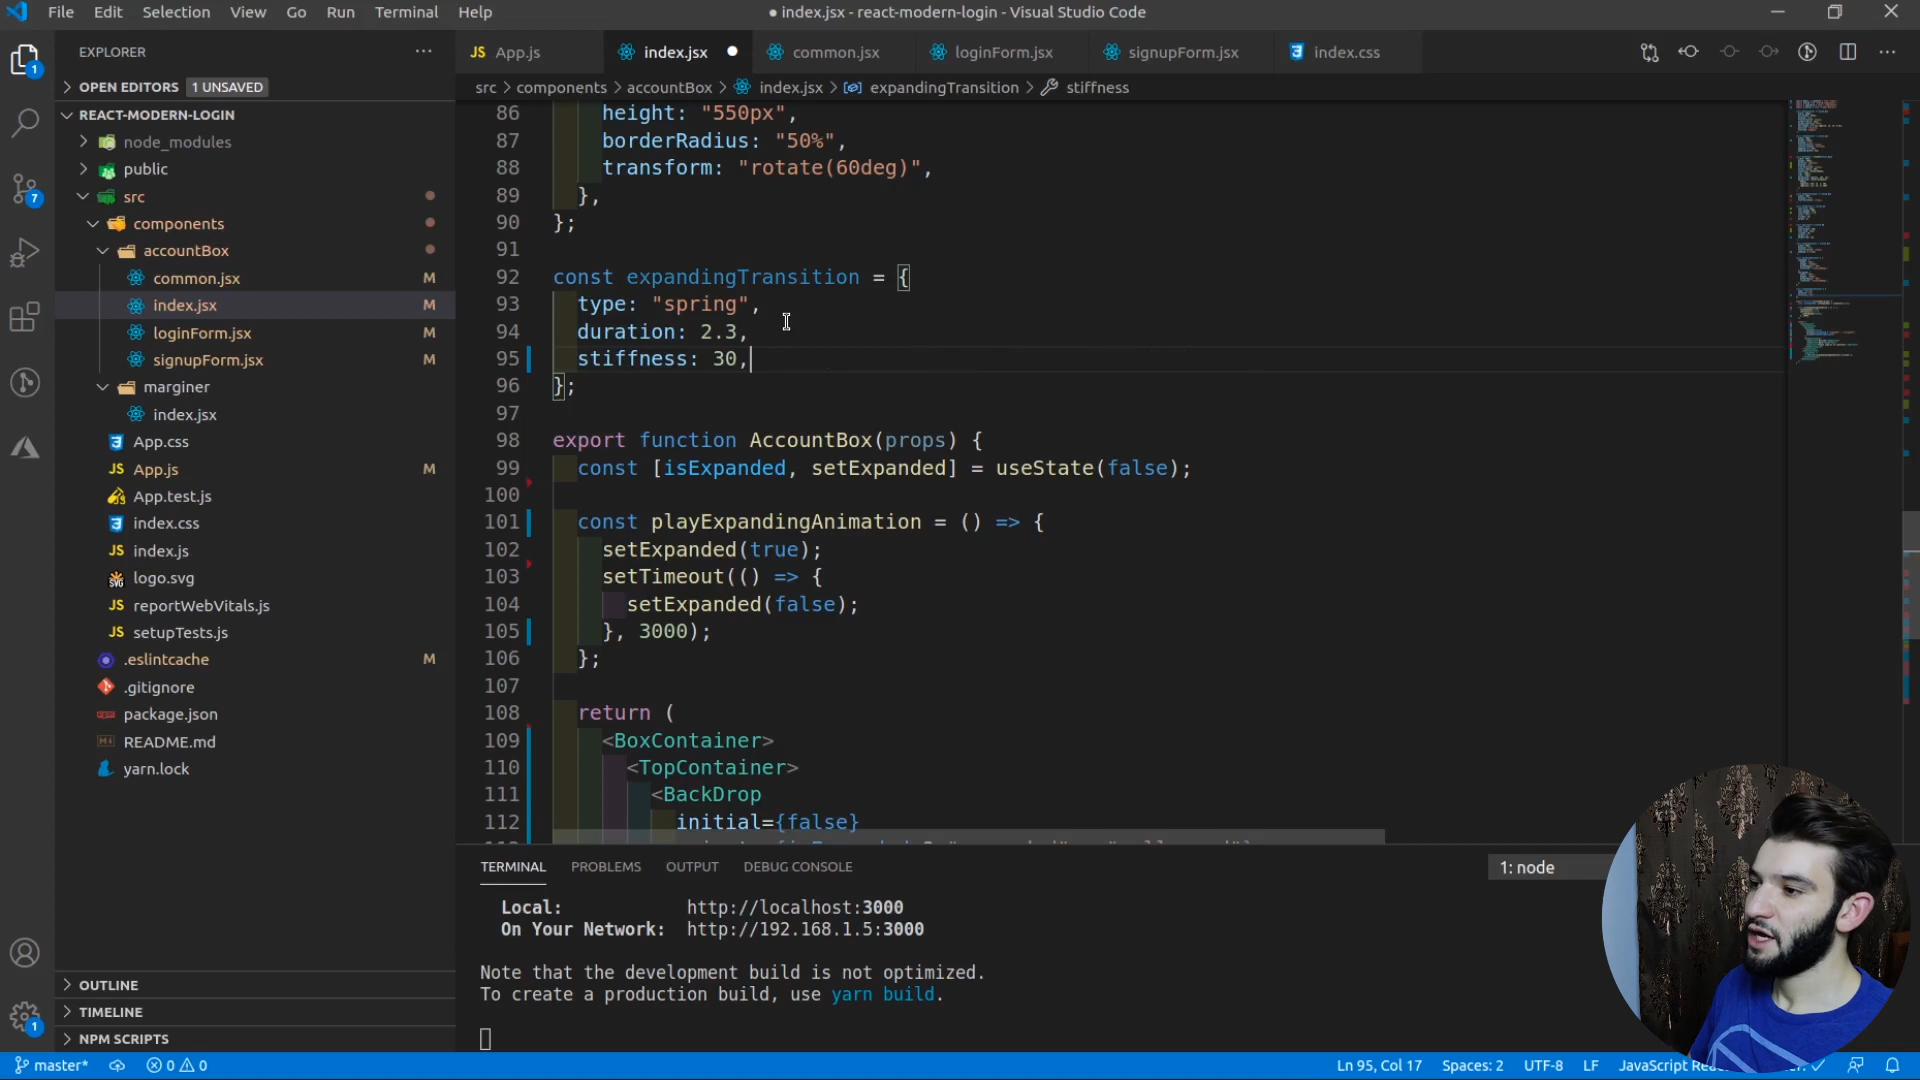 File Edit Selection View Go Run Terminal Help
● index.jsx - react-modern-login - Visual Studio Code
EXPLORER
OPEN EDITORS 1 UNSAVED
REACT-MODERN-LOGIN
node_modules
public
src
components
accountBox
common.jsx M
index.jsx M
loginForm.jsx M
signupForm.jsx M
marginer
index.jsx
App.css
JS App.js M
App.test.js
index.css
JS index.js
logo.svg
JS reportWebVitals.js
JS setupTests.js
.eslintcache M
.gitignore
package.json
README.md
yarn.lock
OUTLINE
TIMELINE
NPM SCRIPTS
1
7
1
JS App.js index.jsx ● common.jsx loginForm.jsx signupForm.jsx index.css
src > components > accountBox > index.jsx > expandingTransition > stiffness
86 height: "550px",
87 borderRadius: "50%",
88 transform: "rotate(60deg)",
89 },
90 };
91
92 const expandingTransition = {
93 type: "spring",
94 duration: 2.3,
95 stiffness: 30,
96 };
97
98 export function AccountBox(props) {
99 const [isExpanded, setExpanded] = useState(false);
100
101 const playExpandingAnimation = () => {
102 setExpanded(true);
103 setTimeout(() => {
104 setExpanded(false);
105 }, 3000);
106 };
107
108 return (
109 <BoxContainer>
110 <TopContainer>
111 <BackDrop
112 initial={false}
TERMINAL PROBLEMS OUTPUT DEBUG CONSOLE 1: node
Local: http://localhost:3000
On Your Network: http://192.168.1.5:3000
Note that the development build is not optimized.
To create a production build, use yarn build.
master* 0 0 Ln 95, Col 17 Spaces: 2 UTF-8 LF JavaScript